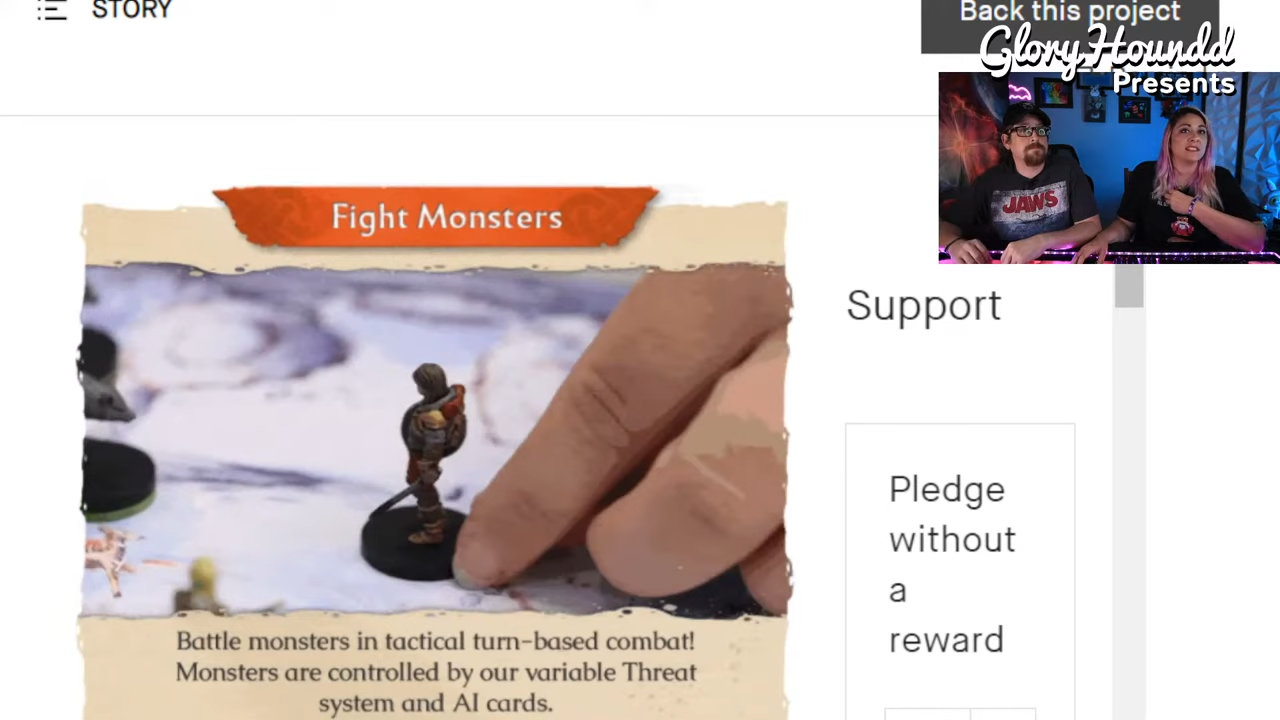 STORY
Back this project
GloryHoundd
Presents
JAWS
Fight Monsters
Support
Pledge
without
a
reward
Battle monsters in tactical turn-based combat!
Monsters are controlled by our variable Threat
system and AI cards.